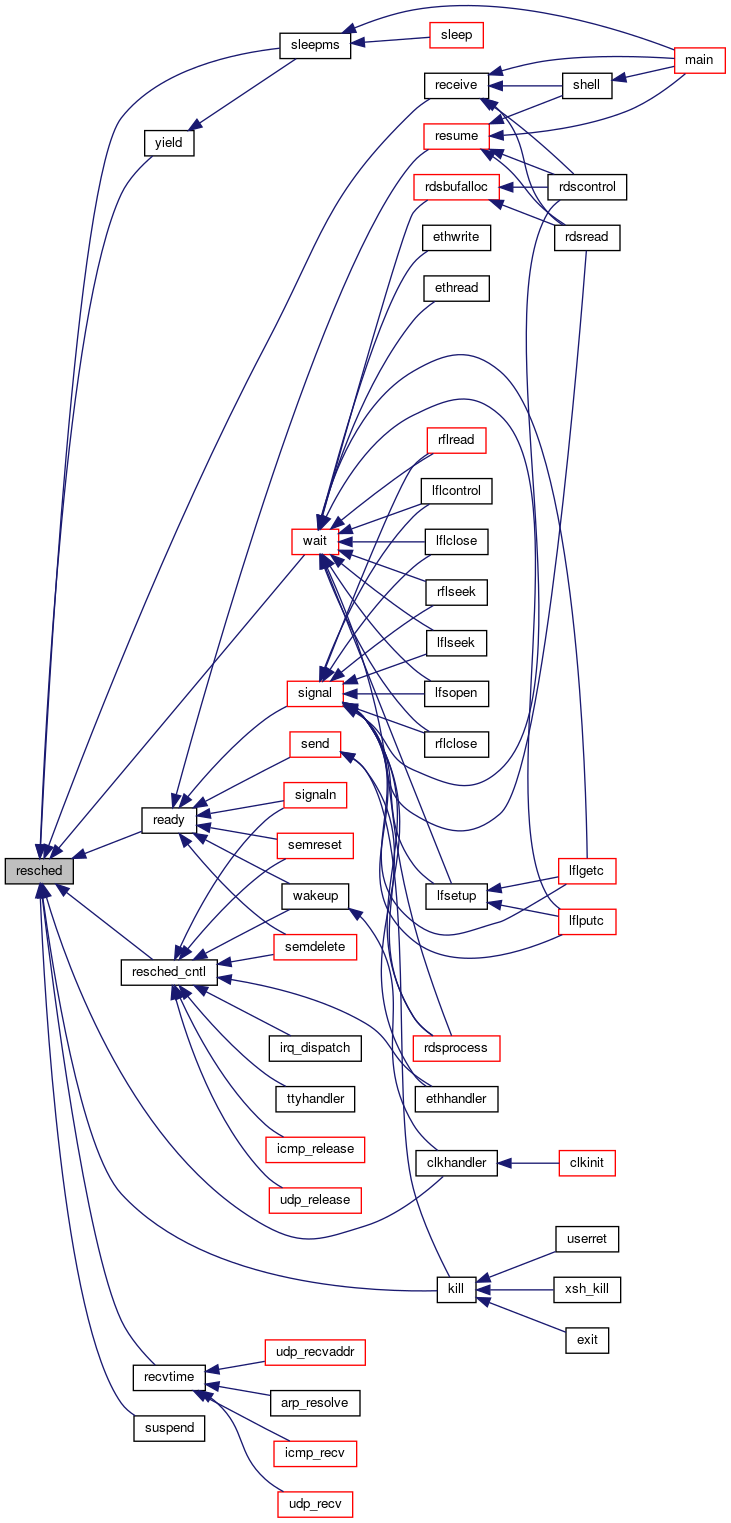 sleepms
sleep
main
receive
shell
yield
resume
rdsbufalloc
rdscontrol
ethwrite
rdsread
ethread
rflread
lflcontrol
wait
lflclose
rflseek
lflseek
signal
lfsopen
send
rflclose
signaln
ready
semreset
resched
lflgetc
wakeup
lfsetup
lflputc
semdelete
resched_cntl
irq_dispatch
rdsprocess
ttyhandler
ethhandler
icmp_release
clkhandler
clkinit
udp_release
userret
kill
xsh_kill
exit
udp_recvaddr
recvtime
arp_resolve
suspend
icmp_recv
udp_recv